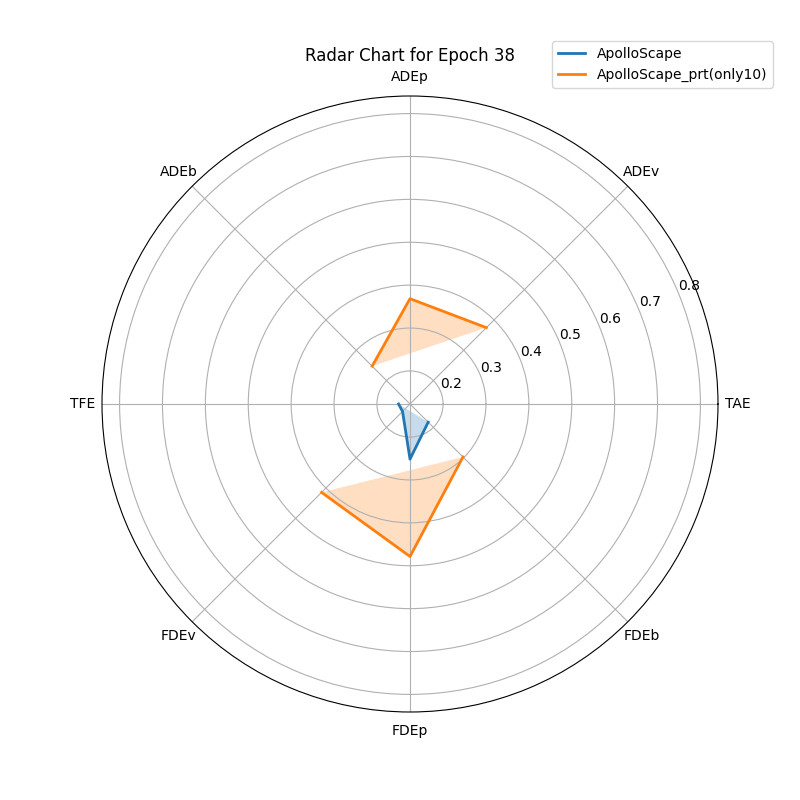 Radar Chart for Epoch 38
ApolloScape
ApolloScape_prt(only10)
ADEp
ADEb
ADEv
0.8
0.7
0.6
0.5
0.4
0.3
0.2
TFE
TAE
FDEv
FDEb
FDEp